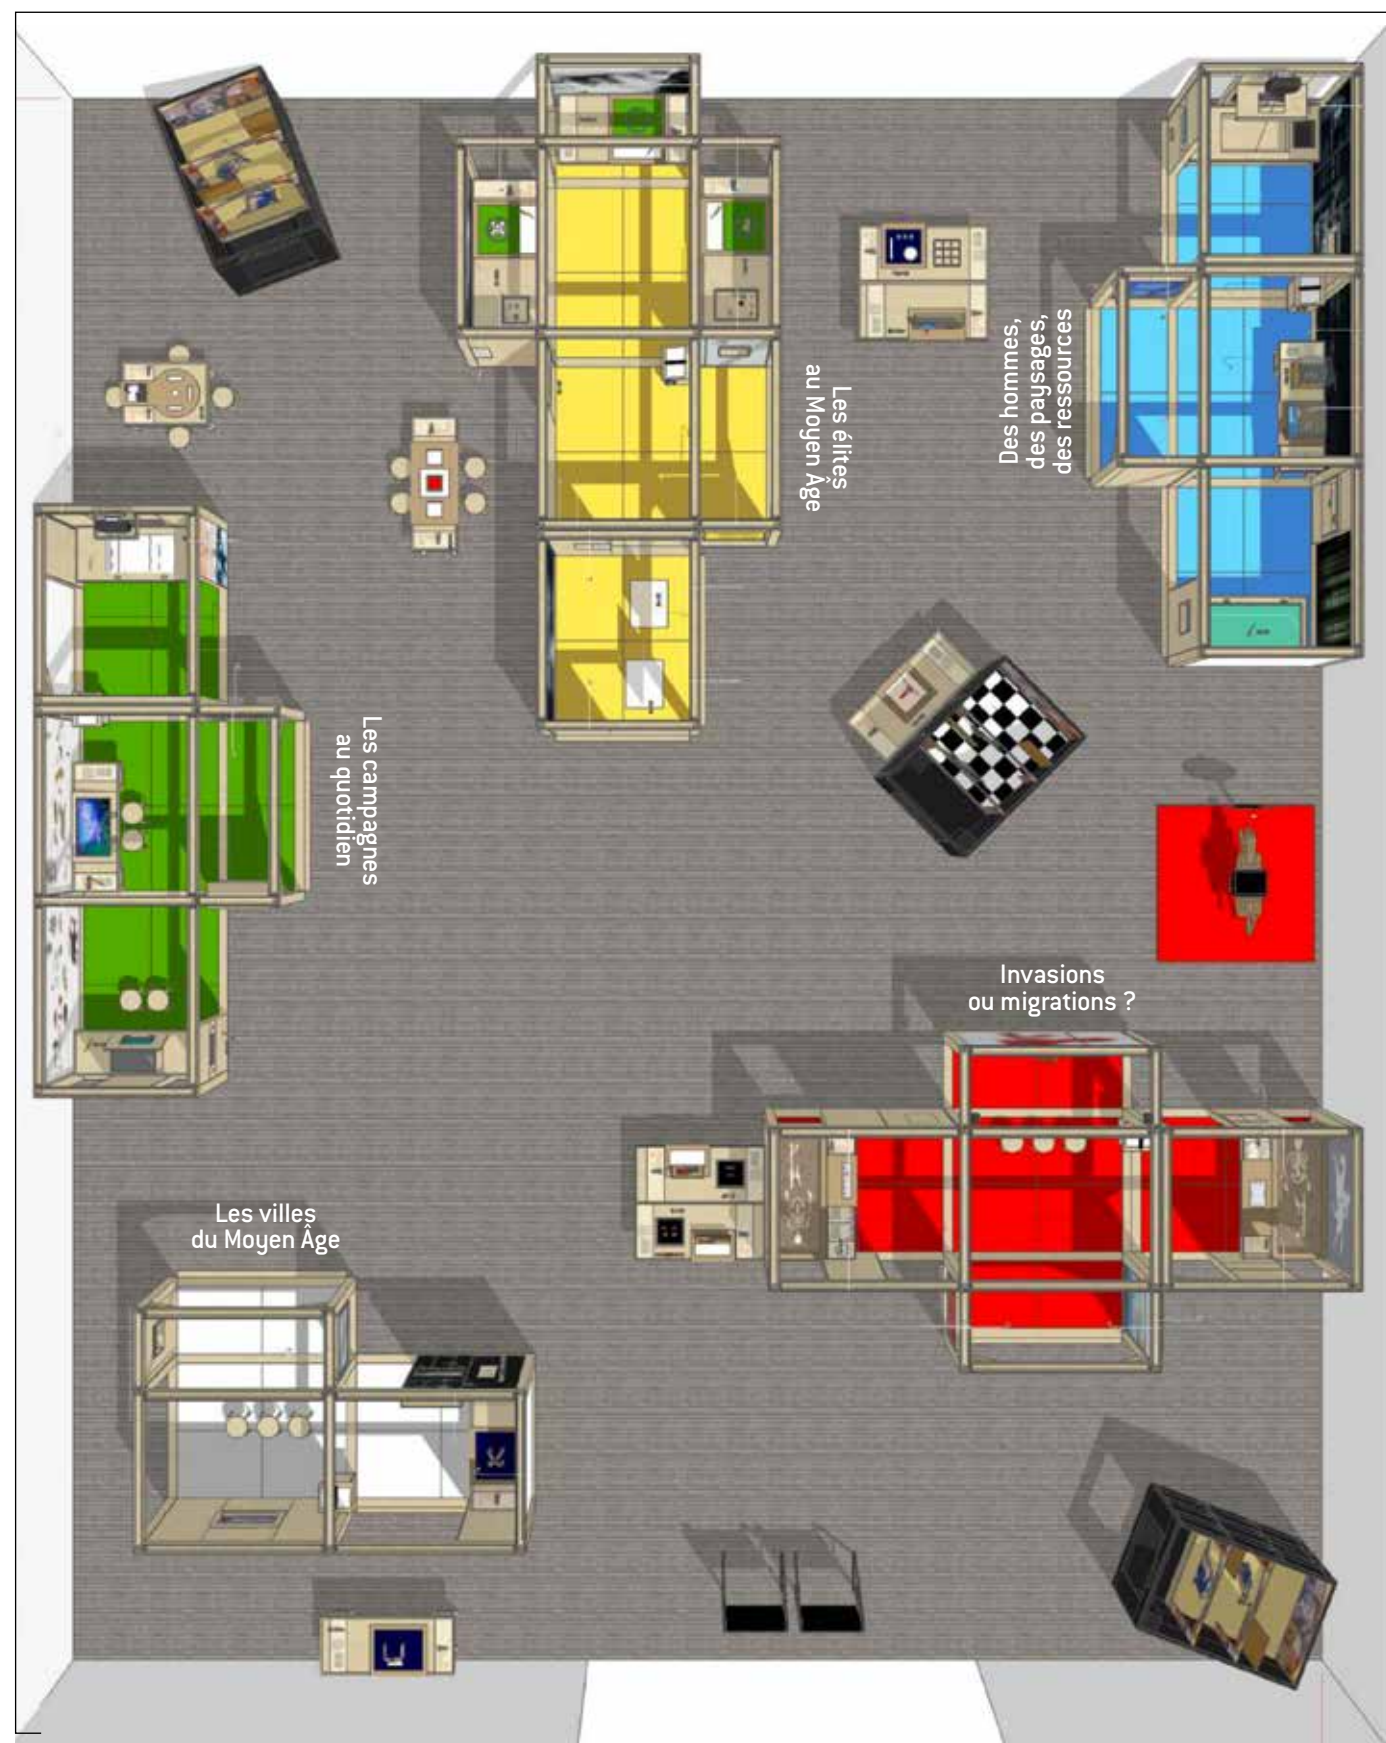 Les élites
au Moyen Âge
Des hommes,
des paysages,
des ressources
Les campagnes
au quotidien
Invasions
ou migrations ?
Les villes
du Moyen Âge